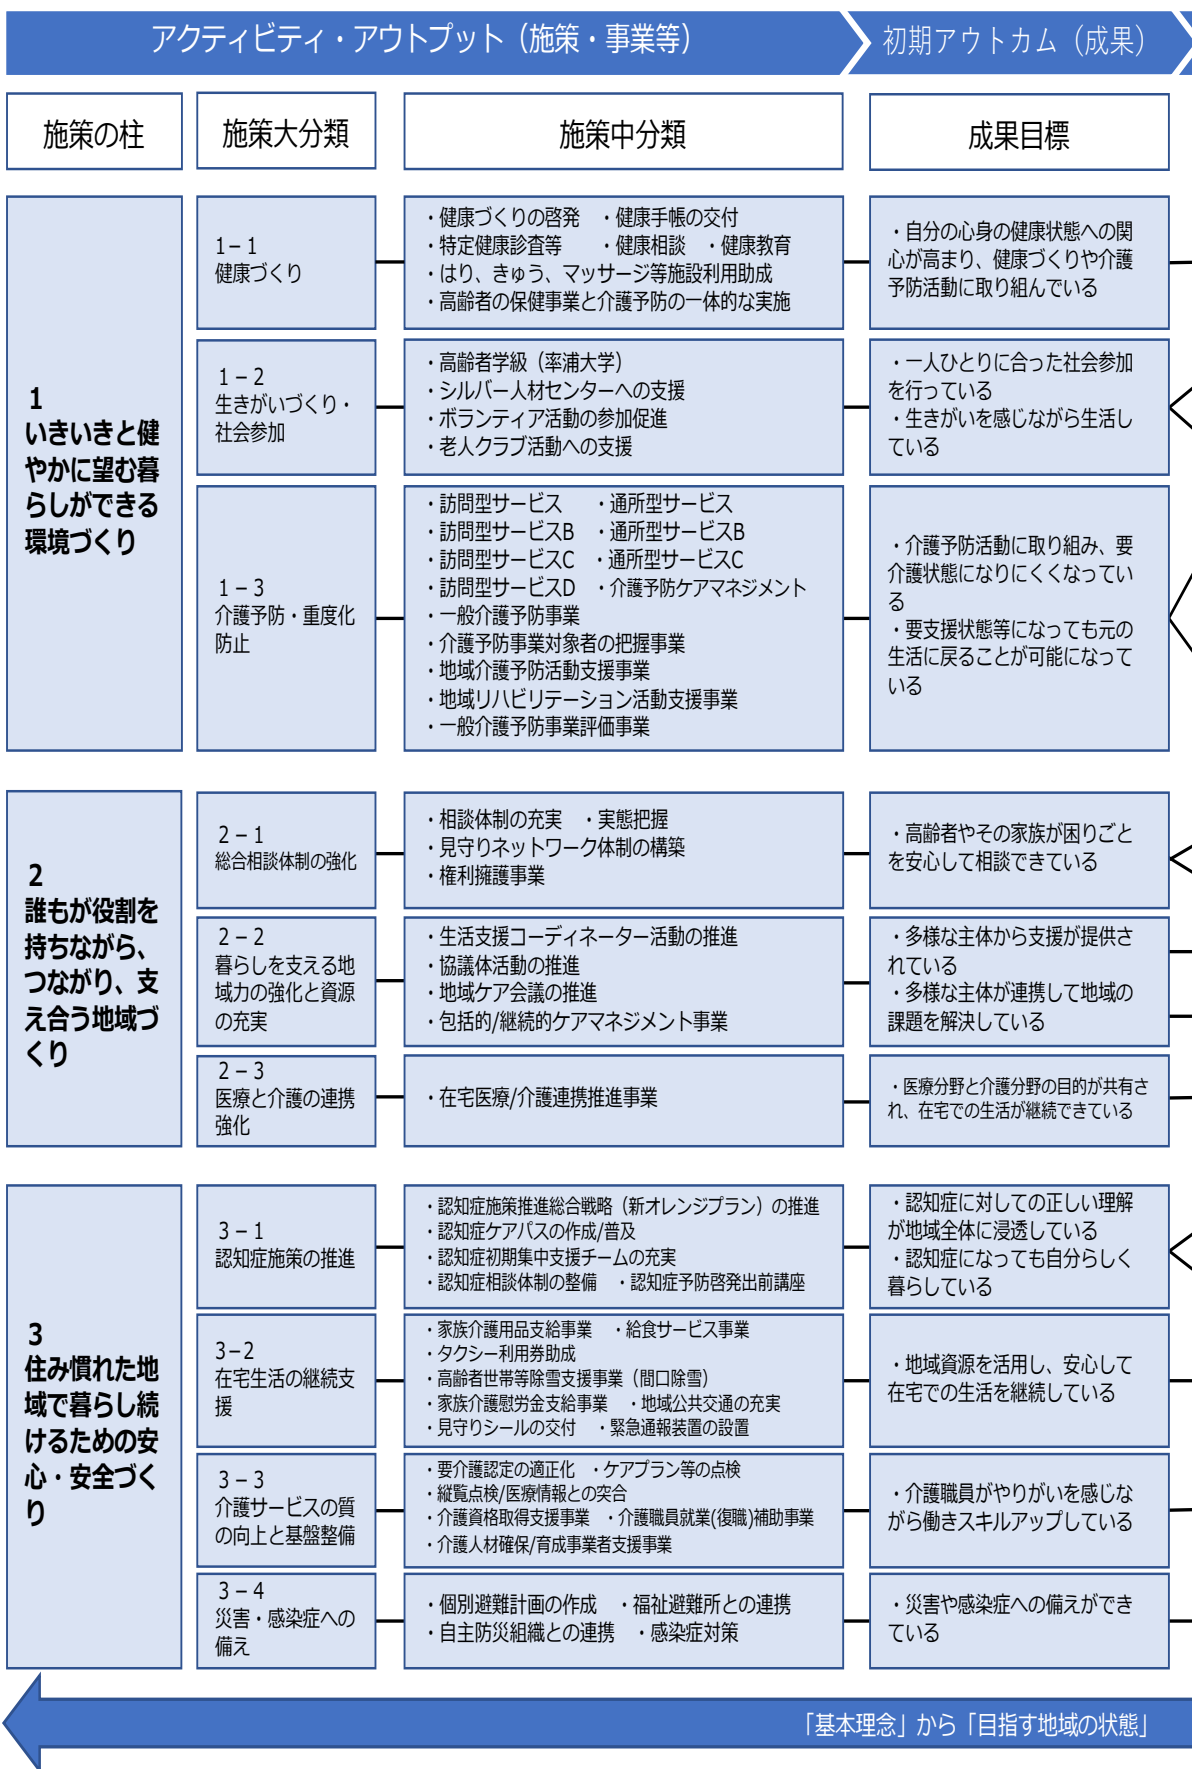 アクティビティ・アウトプット（施策・事業等）
初期アウトカム（成果）
施策の柱
施策大分類
施策中分類
成果目標
1
いきいきと健
やかに望む暮
らしができる
環境づくり
1－1
健康づくり
・健康づくりの啓発　・健康手帳の交付
・特定健康診査等　・健康相談　・健康教育
・はり、きゅう、マッサージ等施設利用助成
・高齢者の保健事業と介護予防の一体的な実施
・自分の心身の健康状態への関
心が高まり、健康づくりや介護
予防活動に取り組んでいる
1－2
生きがいづくり・
社会参加
・高齢者学級（率浦大学）
・シルバー人材センターへの支援
・ボランティア活動の参加促進
・老人クラブ活動への支援
・一人ひとりに合った社会参加
を行っている
・生きがいを感じながら生活し
ている
1－3
介護予防・重度化
防止
・訪問型サービス　・通所型サービス
・訪問型サービスB　・通所型サービスB
・訪問型サービスC　・通所型サービスC
・訪問型サービスD　・介護予防ケアマネジメント
・一般介護予防事業
・介護予防事業対象者の把握事業
・地域介護予防活動支援事業
・地域リハビリテーション活動支援事業
・一般介護予防事業評価事業
・介護予防活動に取り組み、要
介護状態になりにくくなってい
る
・要支援状態等になっても元の
生活に戻ることが可能になって
いる
2
誰もが役割を
持ちながら、
つながり、支
え合う地域づ
くり
2－1
総合相談体制の強化
・相談体制の充実　・実態把握
・見守りネットワーク体制の構築
・権利擁護事業
・高齢者やその家族が困りごと
を安心して相談できている
2－2
暮らしを支える地
域力の強化と資源
の充実
・生活支援コーディネーター活動の推進
・協議体活動の推進
・地域ケア会議の推進
・包括的/継続的ケアマネジメント事業
・多様な主体から支援が提供さ
れている
・多様な主体が連携して地域の
課題を解決している
2－3
医療と介護の連携
強化
・在宅医療/介護連携推進事業
・医療分野と介護分野の目的が共有さ
れ、在宅での生活が継続できている
3
住み慣れた地
域で暮らし続
けるための安
心・安全づく
り
3－1
認知症施策の推進
・認知症施策推進総合戦略（新オレンジプラン）の推進
・認知症ケアパスの作成/普及
・認知症初期集中支援チームの充実
・認知症相談体制の整備　・認知症予防啓発出前講座
・認知症に対しての正しい理解
が地域全体に浸透している
・認知症になっても自分らしく
暮らしている
3－2
在宅生活の継続支
援
・家族介護用品支給事業　・給食サービス事業
・タクシー利用券助成
・高齢者世帯等除雪支援事業（間口除雪）
・家族介護慰労金支給事業　・地域公共交通の充実
・見守りシールの交付　・緊急通報装置の設置
・地域資源を活用し、安心して
在宅での生活を継続している
3－3
介護サービスの質
の向上と基盤整備
・要介護認定の適正化　・ケアプラン等の点検
・縦覧点検/医療情報との突合
・介護資格取得支援事業　・介護職員就業(復職)補助事業
・介護人材確保/育成事業者支援事業
・介護職員がやりがいを感じな
がら働きスキルアップしている
3－4
災害・感染症への
備え
・個別避難計画の作成　・福祉避難所との連携
・自主防災組織との連携　・感染症対策
・災害や感染症への備えができ
ている
「基本理念」から「目指す地域の状態」